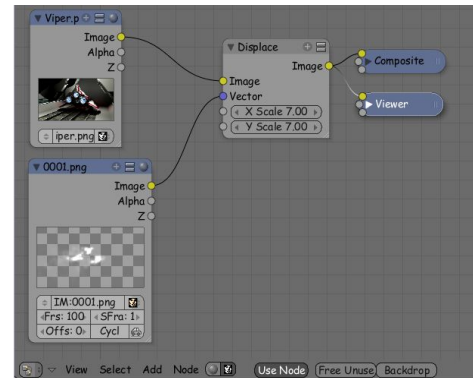 Viper.p
Image
Alpha
Z
iper.png
Displace
Image
Image
Vector
X Scale 7.00
Y Scale 7.00
Composite
Viewer
0001.png
Image
Alpha
Z
IM:0001.png
Frs: 100 SFra: 1
Offs: 0 Cycl
View Select Add Node Use Node Free Unuse Backdrop